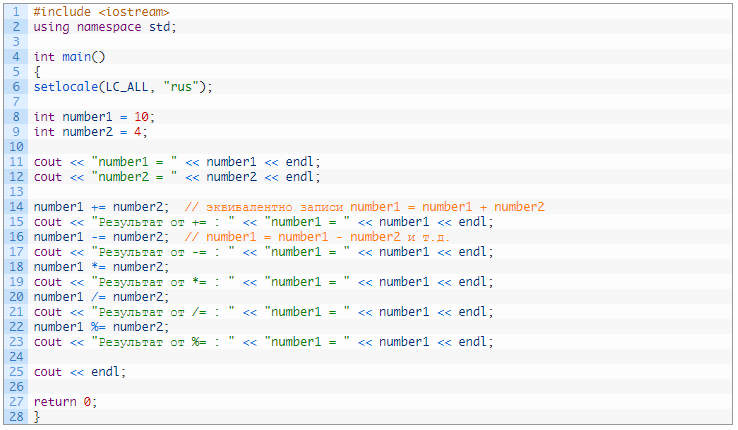 1 #include <iostream>
2 using namespace std;
3
4 int main()
5 {
6 setlocale(LC_ALL, "rus");
7
8 int number1 = 10;
9 int number2 = 4;
10
11 cout << "number1 = " << number1 << endl;
12 cout << "number2 = " << number2 << endl;
13
14 number1 += number2;  // эквивалентно записи number1 = number1 + number2
15 cout << "Результат от += : " << "number1 = " << number1 << endl;
16 number1 -= number2;  // number1 = number1 - number2 и т.д.
17 cout << "Результат от -= : " << "number1 = " << number1 << endl;
18 number1 *= number2;
19 cout << "Результат от *= : " << "number1 = " << number1 << endl;
20 number1 /= number2;
21 cout << "Результат от /= : " << "number1 = " << number1 << endl;
22 number1 %= number2;
23 cout << "Результат от %= : " << "number1 = " << number1 << endl;
24
25 cout << endl;
26
27 return 0;
28 }